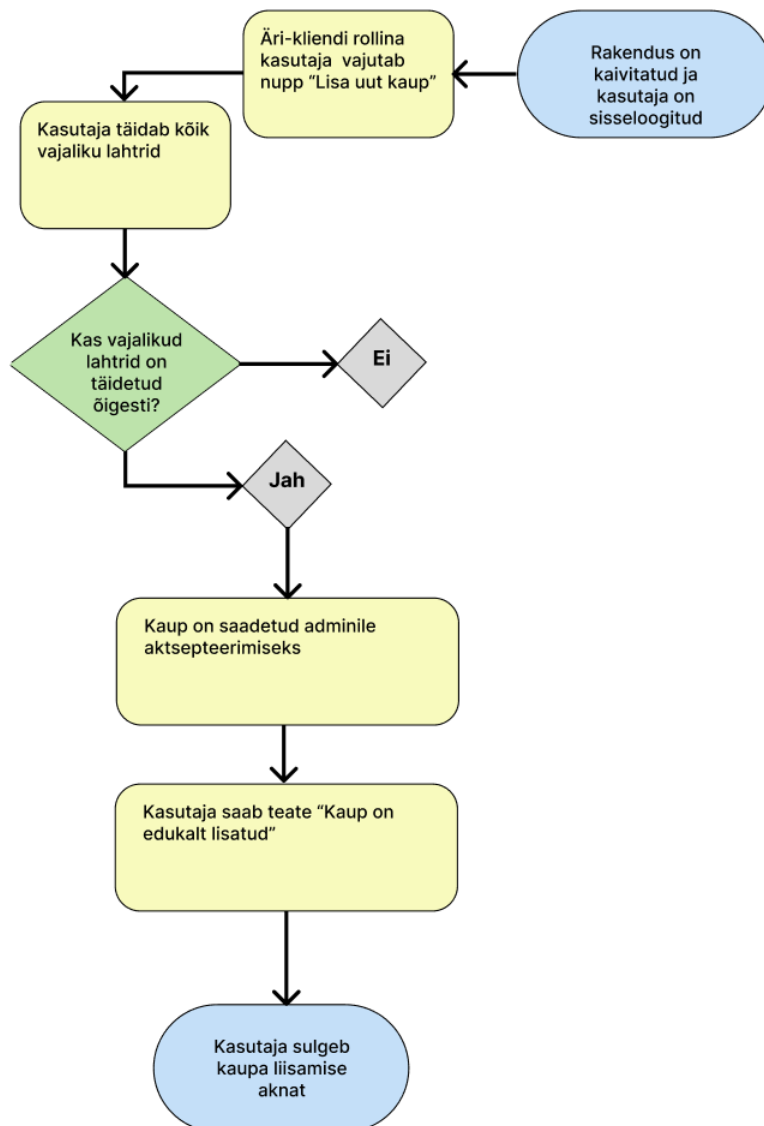 Rakendus on
kaivitatud ja
kasutaja on
sisseloogitud
Äri-kliendi rollina
kasutaja vajutab
nupp “Lisa uut kaup”
Kasutaja täidab kõik
vajaliku lahtrid
Kas vajalikud
lahtrid on
täidetud
õigesti?
Ei
Jah
Kaup on saadetud adminile
aktsepteerimiseks
Kasutaja saab teate “Kaup on
edukalt lisatud”
Kasutaja sulgeb
kaupa liisamise
aknat